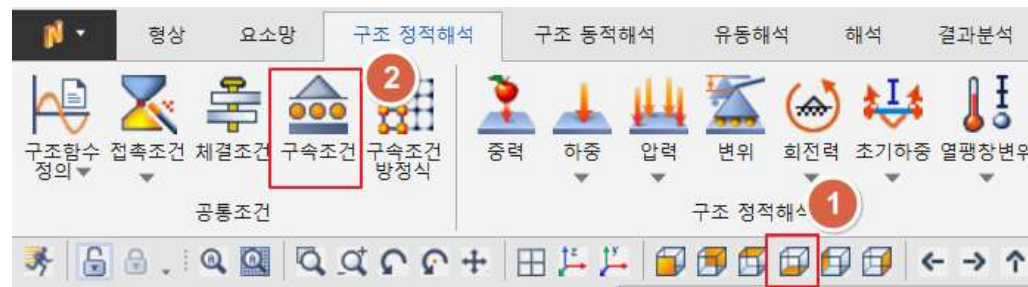 형상 요소망 구조 정적해석 구조 동적해석 유동해석 해석 결과분석
2
구조함수 접촉조건 체결조건 구속조건 구속조건 중력 하중 압력 변위 회전력 초기하중 열팽창변위
정의 방정식
공통조건 구조 정적해석
1